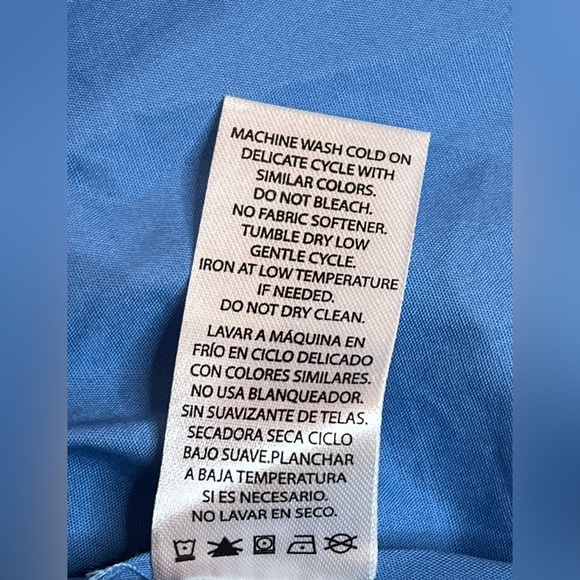 MACHINE WASH COLD ON
DELICATE CYCLE WITH
SIMILAR COLORS.
DO NOT BLEACH.
NO FABRIC SOFTENER.
TUMBLE DRY LOW
GENTLE CYCLE.
IRON AT LOW TEMPERATURE
IF NEEDED.
DO NOT DRY CLEAN.
LAVAR A MÁQUINA EN
FRÍO EN CICLO DELICADO
CON COLORES SIMILARES.
NO USA BLANQUEADOR.
SIN SUAVIZANTE DE TELAS.
SECADORA SECA CICLO
BAJO SUAVE.PLANCHAR
A BAJA TEMPERATURA
SI ES NECESARIO.
NO LAVAR EN SECO.